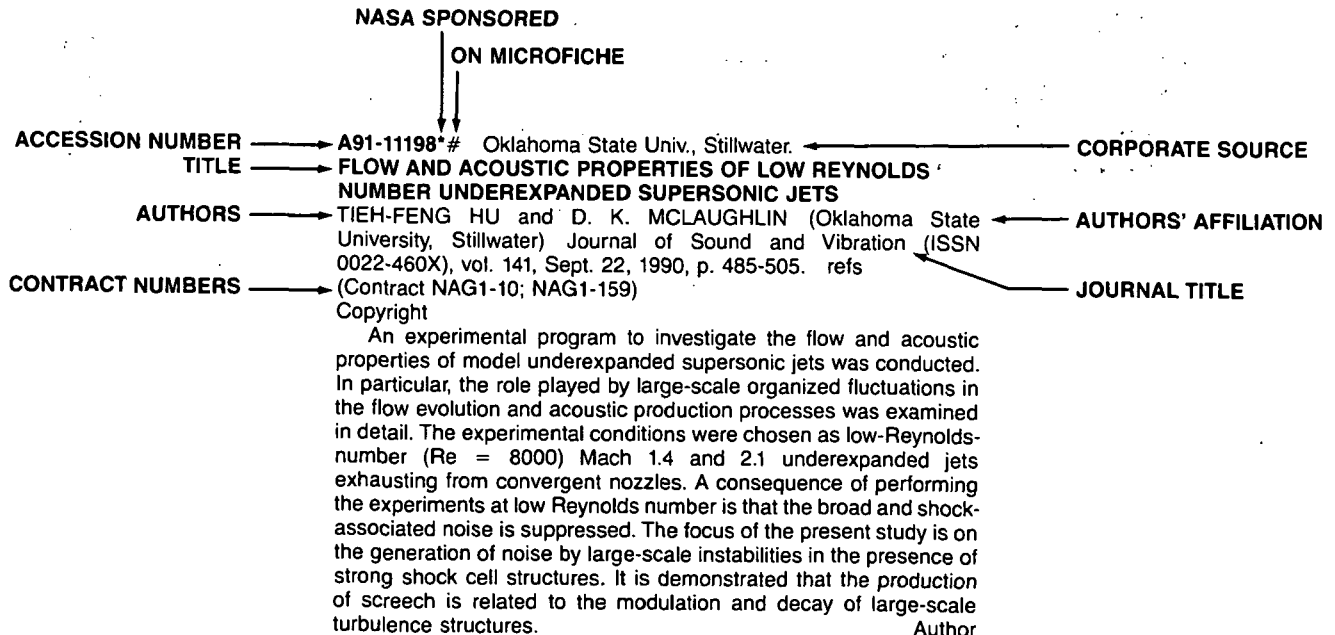 NASA SPONSORED
ON MICROFICHE
ACCESSION NUMBER A91-11198*# Oklahoma State Univ., Stillwater. CORPORATE SOURCE
TITLE FLOW AND ACOUSTIC PROPERTIES OF LOW REYNOLDS
NUMBER UNDEREXPANDED SUPERSONIC JETS
AUTHORS TIEH-FENG HU and D. K. MCLAUGHLIN (Oklahoma State AUTHORS' AFFILIATION
University, Stillwater) Journal of Sound and Vibration (ISSN
0022-460X), vol. 141, Sept. 22, 1990, p. 485-505. refs
CONTRACT NUMBERS (Contract NAG1-10; NAG1-159) JOURNAL TITLE
Copyright
An experimental program to investigate the flow and acoustic
properties of model underexpanded supersonic jets was conducted.
In particular, the role played by large-scale organized fluctuations in
the flow evolution and acoustic production processes was examined
in detail. The experimental conditions were chosen as low-Reynolds-
number (Re = 8000) Mach 1.4 and 2.1 underexpanded jets
exhausting from convergent nozzles. A consequence of performing
the experiments at low Reynolds number is that the broad and shock-
associated noise is suppressed. The focus of the present study is on
the generation of noise by large-scale instabilities in the presence of
strong shock cell structures. It is demonstrated that the production
of screech is related to the modulation and decay of large-scale
turbulence structures. Author